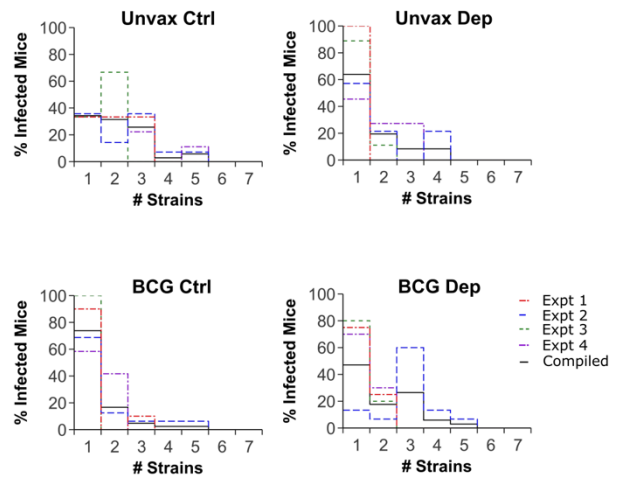 Unvax Ctrl
% Infected Mice
100
80
60
40
20
0
1 2 3 4 5 6 7
# Strains
Unvax Dep
% Infected Mice
100
80
60
40
20
0
1 2 3 4 5 6 7
# Strains
BCG Ctrl
% Infected Mice
100
80
60
40
20
0
1 2 3 4 5 6 7
# Strains
BCG Dep
% Infected Mice
100
80
60
40
20
0
1 2 3 4 5 6 7
# Strains
Expt 1
Expt 2
Expt 3
Expt 4
Compiled